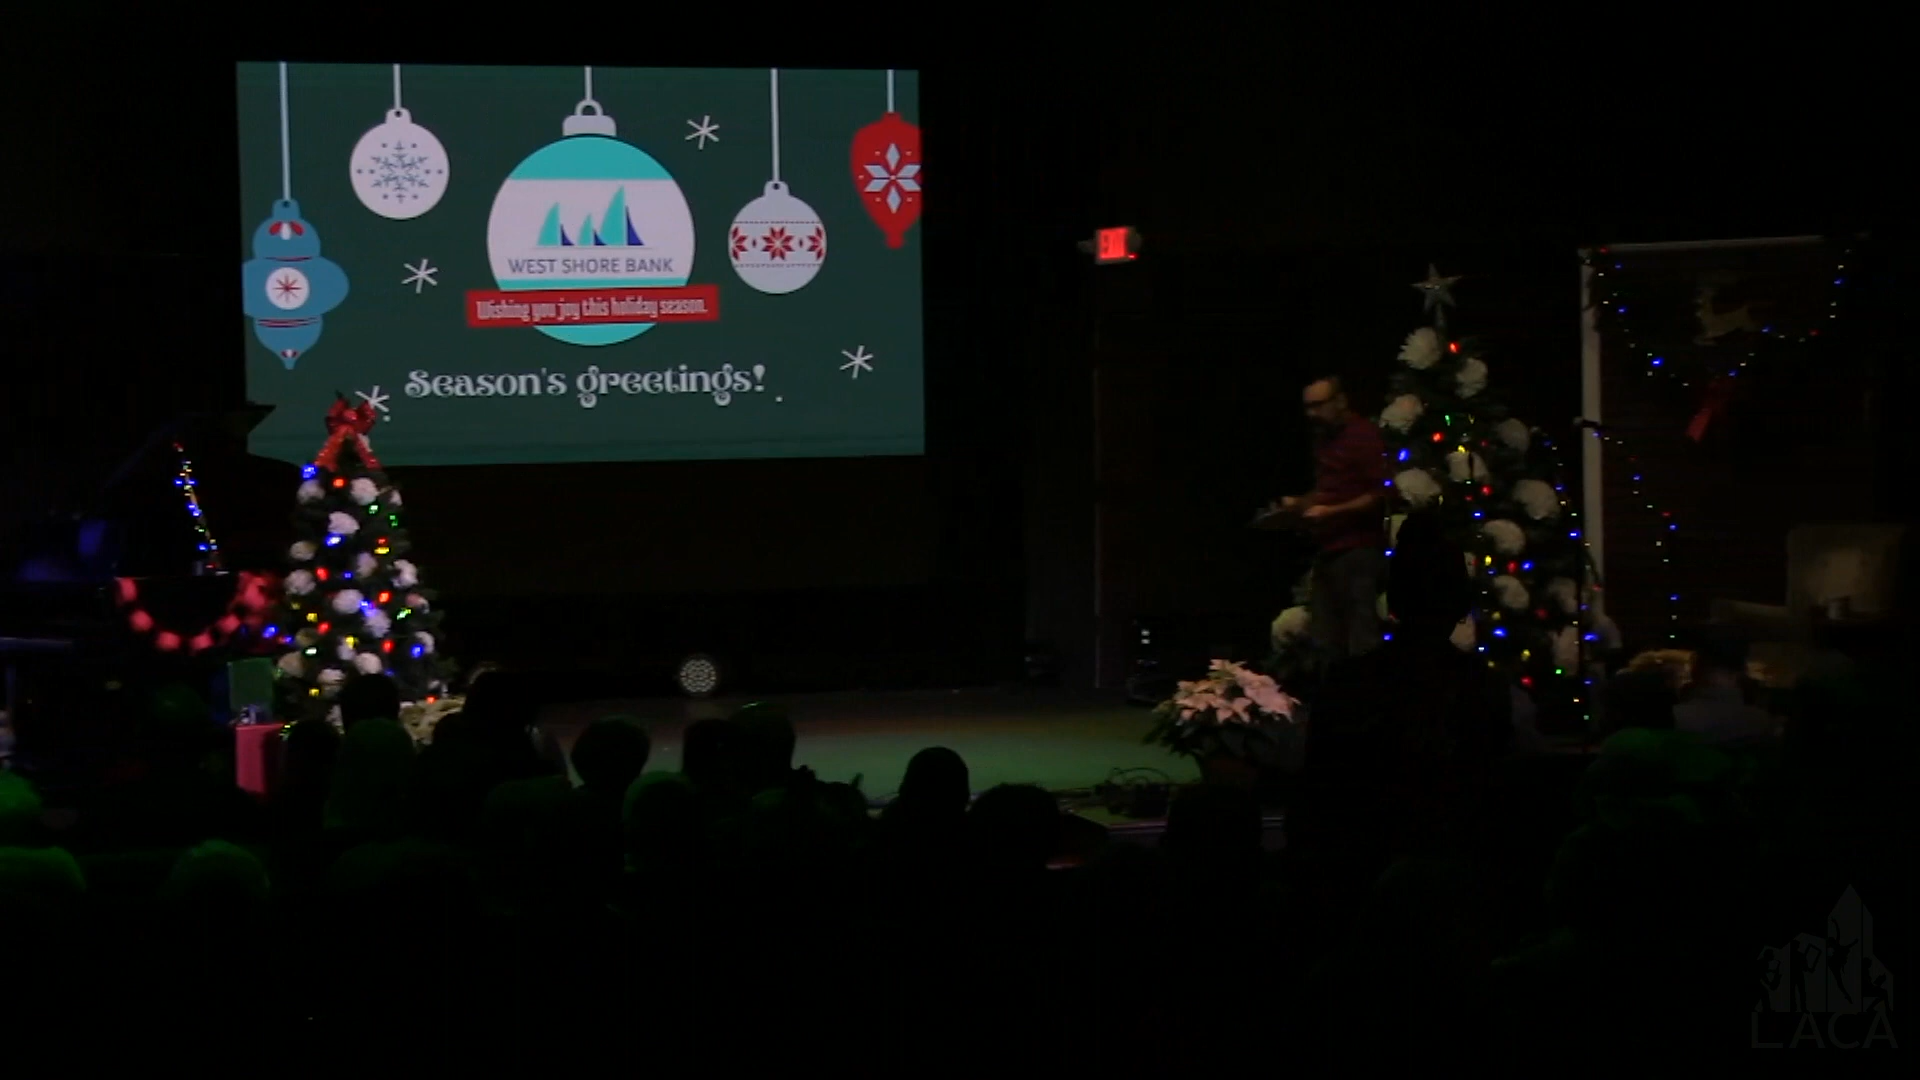 WEST SHORE BANK
Wishing you joy this holiday season.
Season's greetings!
EXIT
LACA